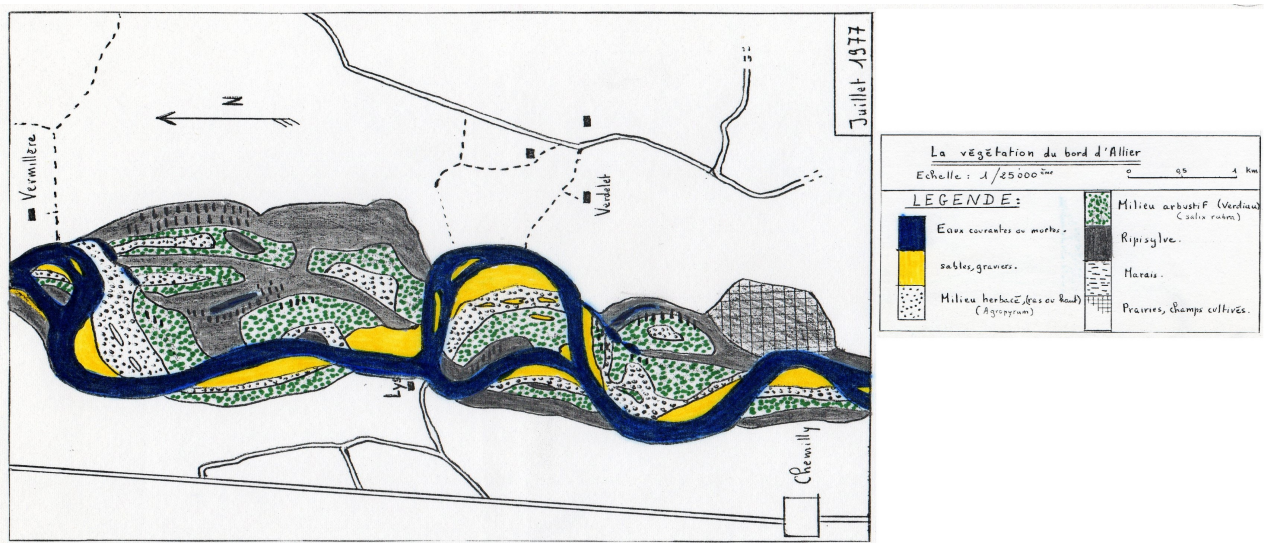 Juillet 1977
N
Vermillère
Verdelet
Lys
Chemilly
La végétation du bord d'Allier
Echelle : 1/25000ème
0 0,5 1 km
LEGENDE:
Eaux courantes ou mortes.
sables, graviers.
Milieu herbacé, (bas ou haut)
(Agropyrum)
Milieu arbustif (Verdiau)
(salix rubra)
Ripisylve.
Marais.
Prairies, champs cultivés.